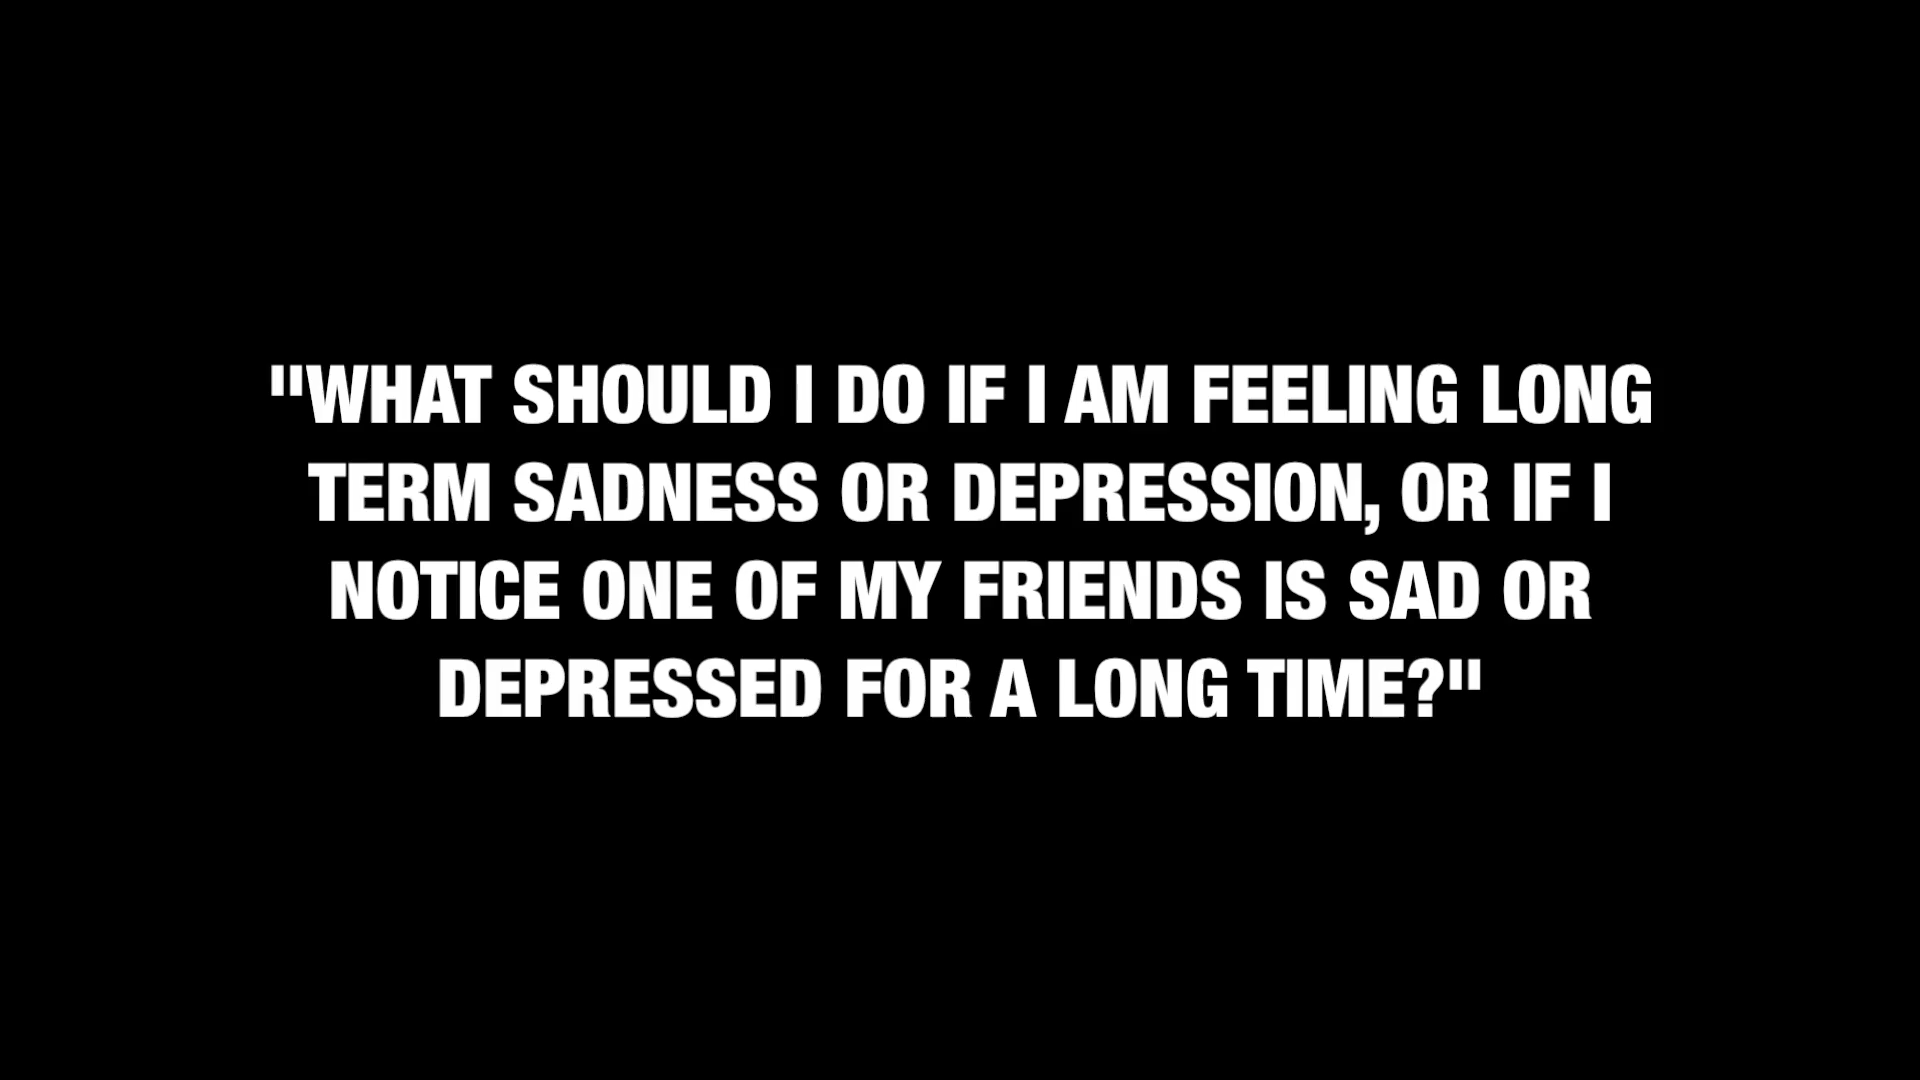 "WHAT SHOULD I DO IF I AM FEELING LONG
TERM SADNESS OR DEPRESSION, OR IF I
NOTICE ONE OF MY FRIENDS IS SAD OR
DEPRESSED FOR A LONG TIME?"